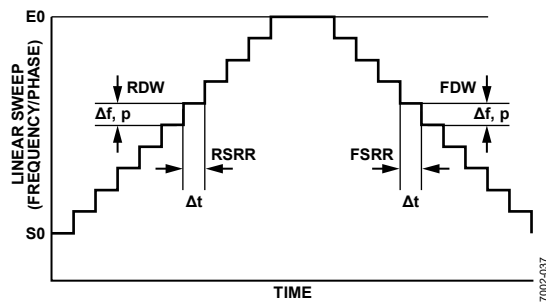 E0
RDW
FDW
Δf, p
Δf, p
LINEAR SWEEP
(FREQUENCY/PHASE)
RSRR
FSRR
Δt
Δt
S0
TIME
7002-037